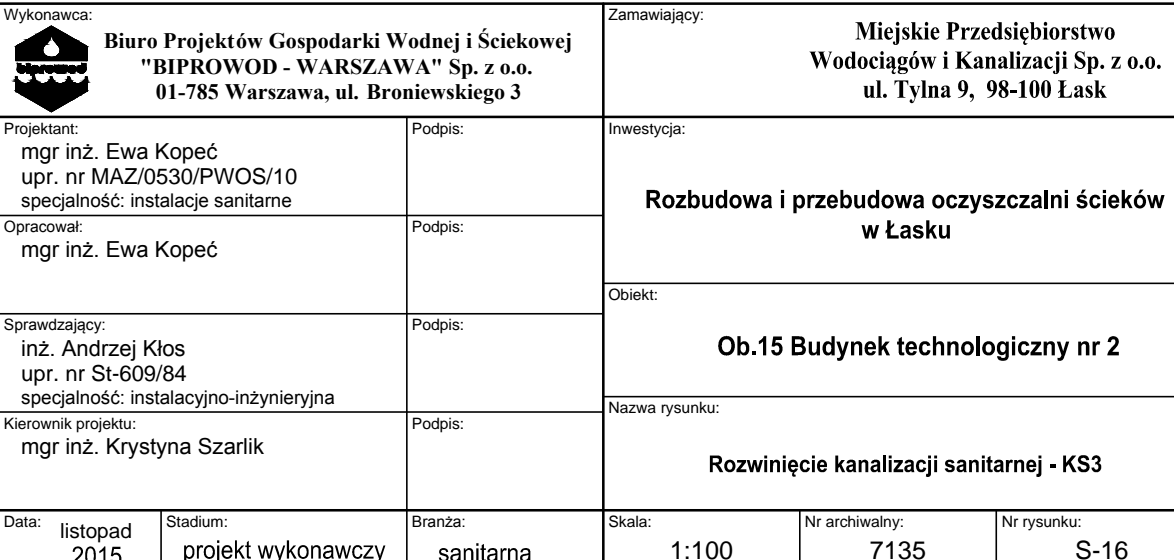 Wykonawca:
biprowod
Biuro Projektów Gospodarki Wodnej i Ściekowej
"BIPROWOD - WARSZAWA" Sp. z o.o.
01-785 Warszawa, ul. Broniewskiego 3
Zamawiający:
Miejskie Przedsiębiorstwo
Wodociągów i Kanalizacji Sp. z o.o.
ul. Tylna 9, 98-100 Łask
Projektant:
mgr inż. Ewa Kopeć
upr. nr MAZ/0530/PWOS/10
specjalność: instalacje sanitarne
Podpis:
Opracował:
mgr inż. Ewa Kopeć
Podpis:
Sprawdzający:
inż. Andrzej Kłos
upr. nr St-609/84
specjalność: instalacyjno-inżynieryjna
Podpis:
Kierownik projektu:
mgr inż. Krystyna Szarlik
Podpis:
Inwestycja:
Rozbudowa i przebudowa oczyszczalni ścieków
w Łasku
Obiekt:
Ob.15 Budynek technologiczny nr 2
Nazwa rysunku:
Rozwinięcie kanalizacji sanitarnej - KS3
Data:
listopad
2015
Stadium:
projekt wykonawczy
Branża:
sanitarna
Skala:
1:100
Nr archiwalny:
7135
Nr rysunku:
S-16